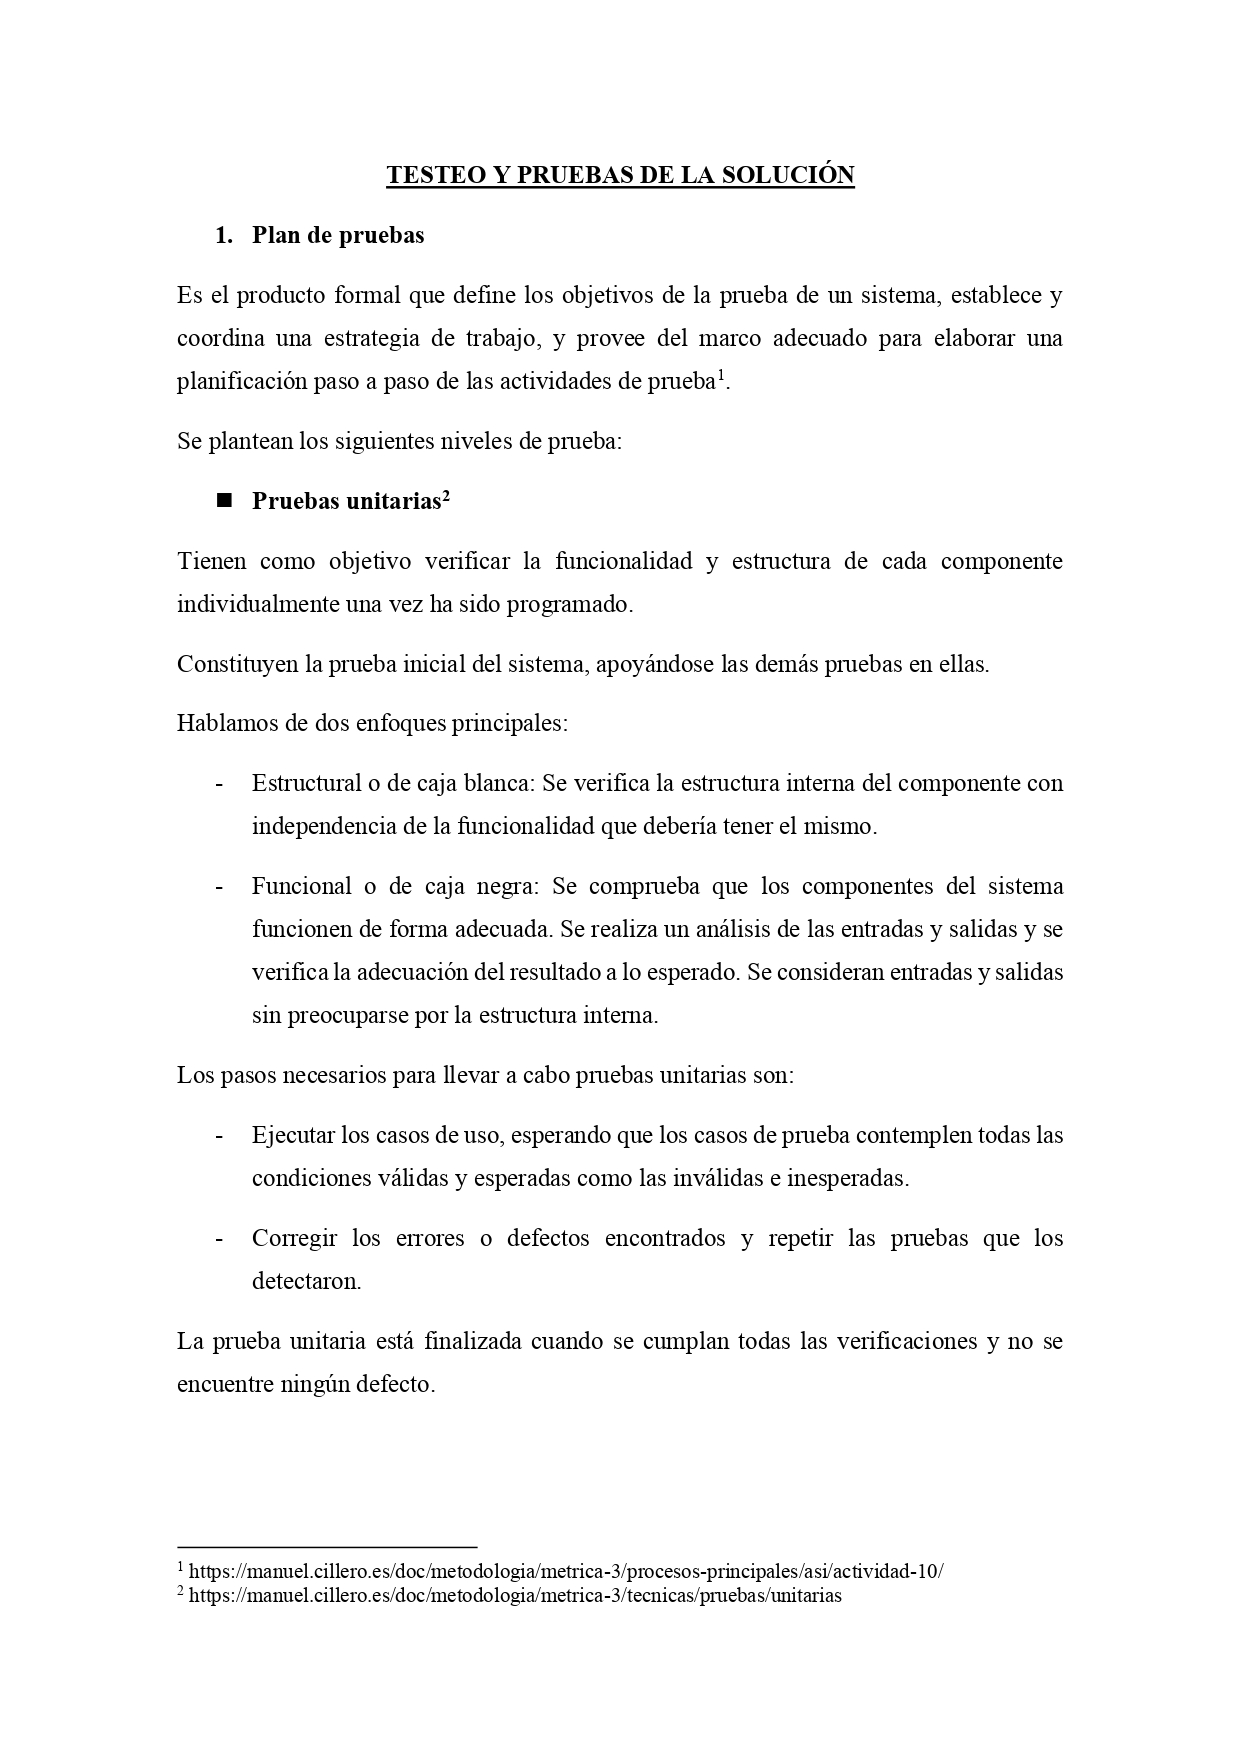 TESTEO Y PRUEBAS DE LA SOLUCIÓN
1. Plan de pruebas
Es el producto formal que define los objetivos de la prueba de un sistema, establece y
coordina una estrategia de trabajo, y provee del marco adecuado para elaborar una
planificación paso a paso de las actividades de prueba1.
Se plantean los siguientes niveles de prueba:
■ Pruebas unitarias2
Tienen como objetivo verificar la funcionalidad y estructura de cada componente
individualmente una vez ha sido programado.
Constituyen la prueba inicial del sistema, apoyándose las demás pruebas en ellas.
Hablamos de dos enfoques principales:
- Estructural o de caja blanca: Se verifica la estructura interna del componente con
independencia de la funcionalidad que debería tener el mismo.
- Funcional o de caja negra: Se comprueba que los componentes del sistema
funcionen de forma adecuada. Se realiza un análisis de las entradas y salidas y se
verifica la adecuación del resultado a lo esperado. Se consideran entradas y salidas
sin preocuparse por la estructura interna.
Los pasos necesarios para llevar a cabo pruebas unitarias son:
- Ejecutar los casos de uso, esperando que los casos de prueba contemplen todas las
condiciones válidas y esperadas como las inválidas e inesperadas.
- Corregir los errores o defectos encontrados y repetir las pruebas que los
detectaron.
La prueba unitaria está finalizada cuando se cumplan todas las verificaciones y no se
encuentre ningún defecto.
1 https://manuel.cillero.es/doc/metodologia/metrica-3/procesos-principales/asi/actividad-10/
2 https://manuel.cillero.es/doc/metodologia/metrica-3/tecnicas/pruebas/unitarias